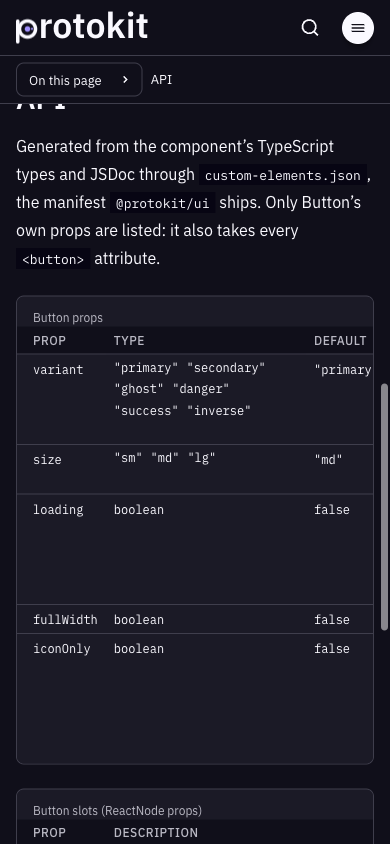 protokit
On this page
API
Generated from the component's TypeScript
types and JSDoc through custom-elements.json,
the manifest @protokit/ui ships. Only Button's
own props are listed: it also takes every
<button> attribute.
Button props
PROP TYPE DEFAULT
variant "primary" "secondary" "primary
"ghost" "danger"
"success" "inverse"
size "sm" "md" "lg" "md"
loading boolean false
fullWidth boolean false
iconOnly boolean false
Button slots (ReactNode props)
PROP DESCRIPTION